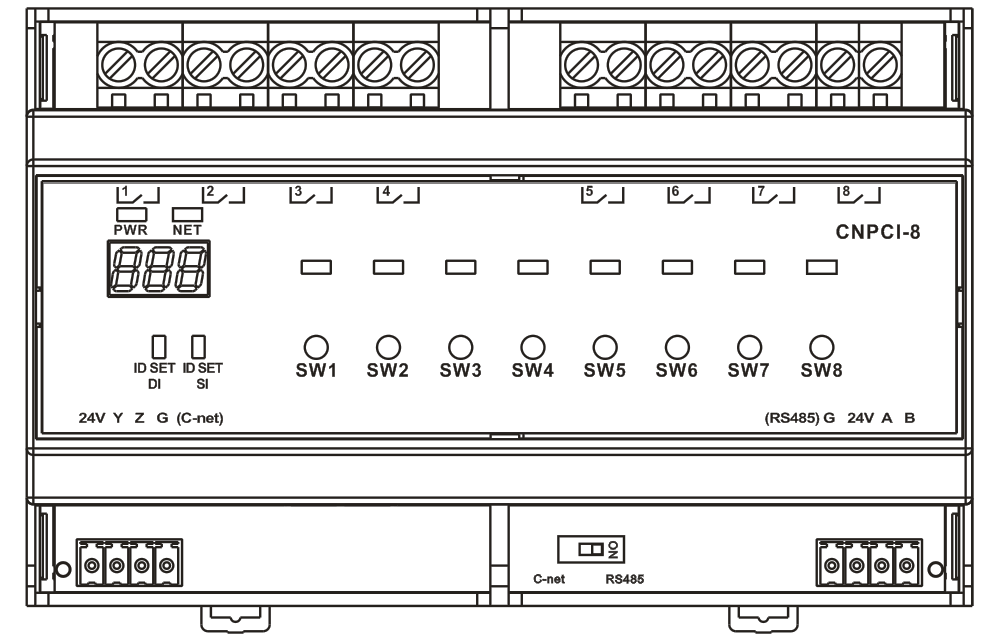 1 2 3 4 5 6 7 8
PWR NET
CNPCI-8
888
SW1 SW2 SW3 SW4 SW5 SW6 SW7 SW8
ID SET ID SET
DI SI
24V Y Z G (C-net) (RS485) G 24V A B
ON
C-net RS485